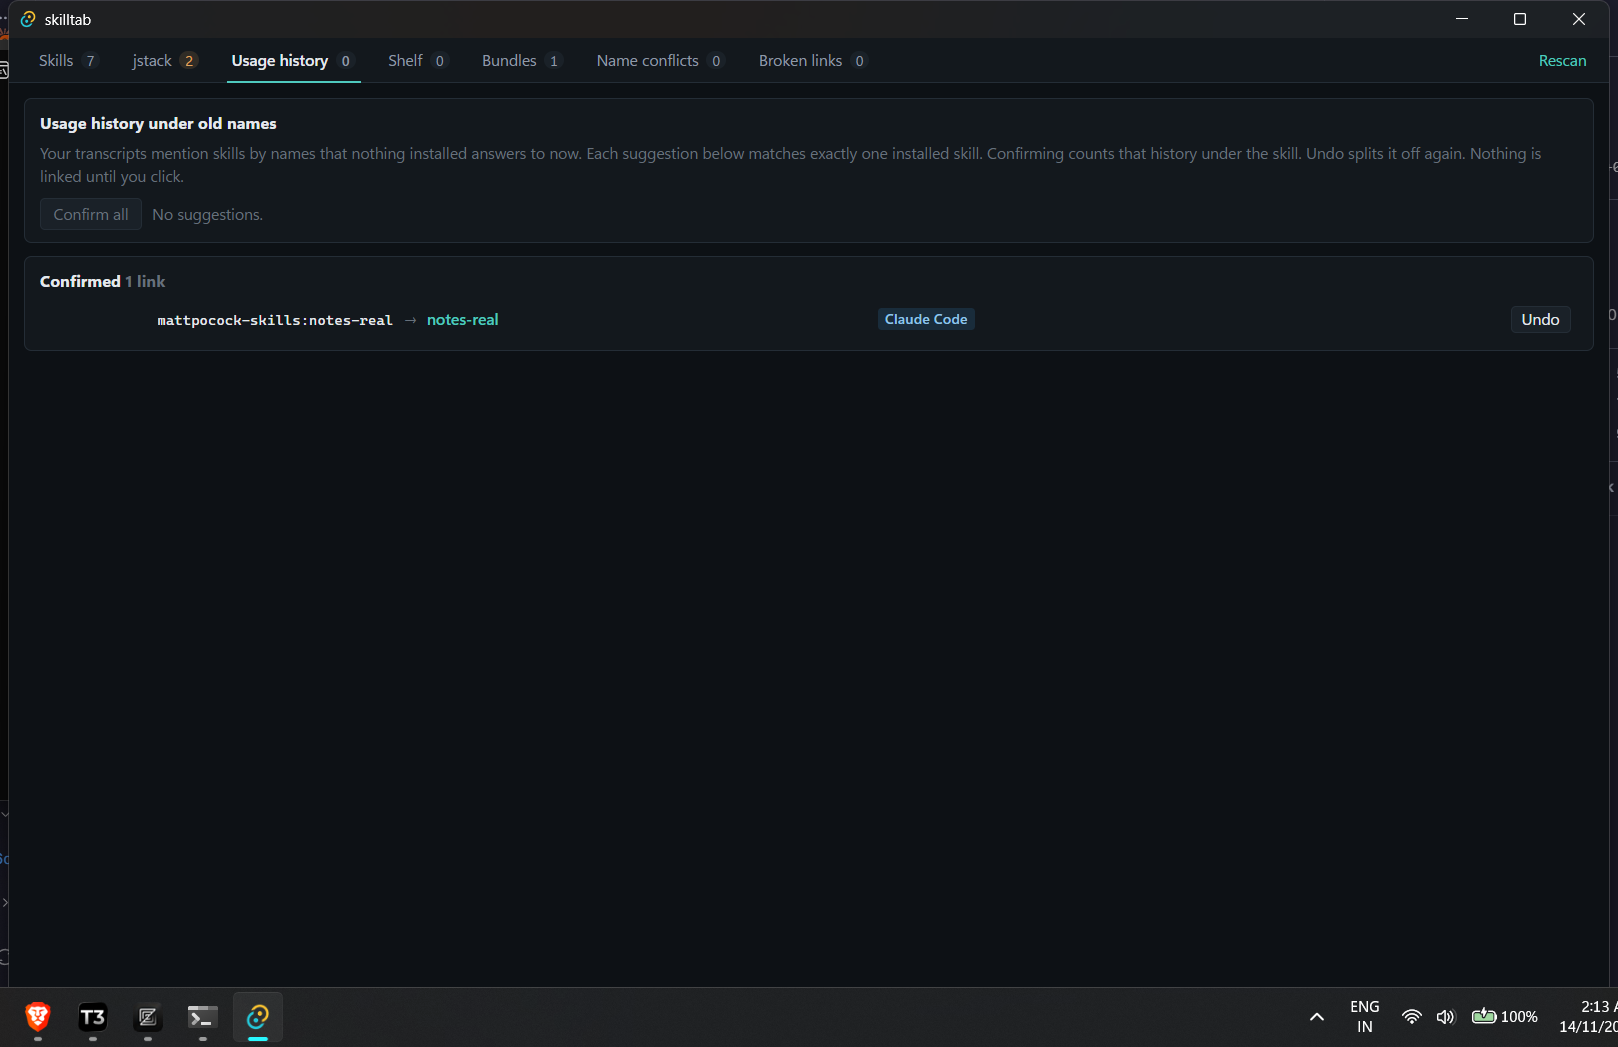 skilltab
Skills 7 jstack 2 Usage history 0 Shelf 0 Bundles 1 Name conflicts 0 Broken links 0 Rescan
Usage history under old names
Your transcripts mention skills by names that nothing installed answers to now. Each suggestion below matches exactly one installed skill. Confirming counts that history under the skill. Undo splits it off again. Nothing is
linked until you click.
Confirm all No suggestions.
Confirmed 1 link
mattpocock-skills:notes-real → notes-real Claude Code Undo
T3
ENG
IN
100%
2:13
14/11/20